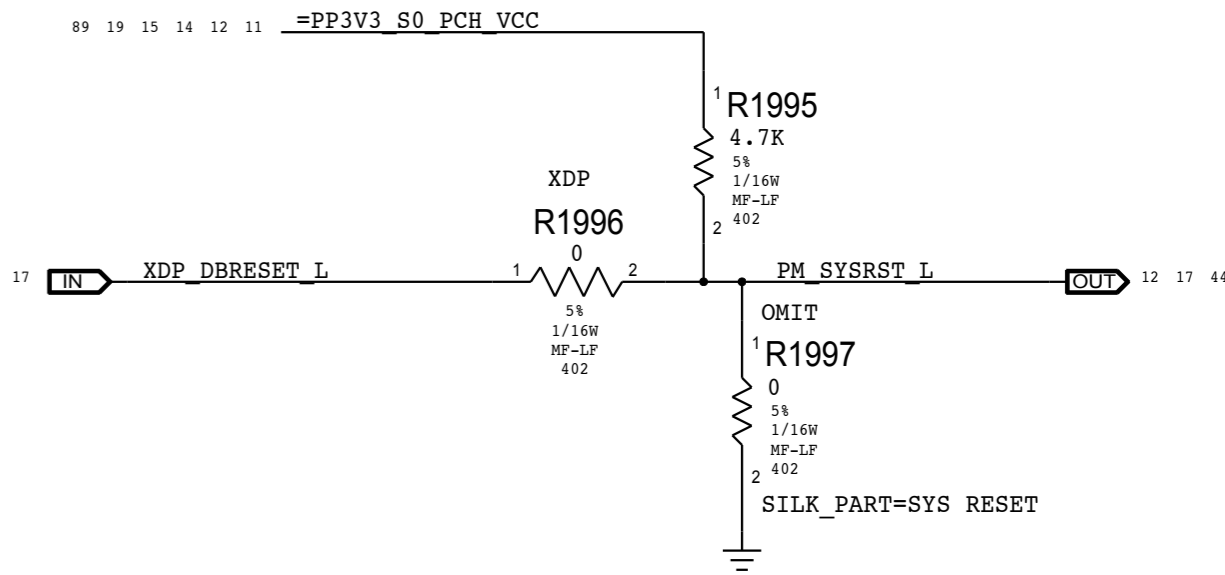 89 19 15 14 12 11 =PP3V3_S0_PCH_VCC
1 R1995
4.7K
5%
1/16W
MF-LF
402
2
XDP
R1996
0
17 IN XDP_DBRESET_L 1 2 PM_SYSRST_L OUT 12 17 44
5%
1/16W
MF-LF
402
OMIT
1 R1997
0
5%
1/16W
MF-LF
402
2
SILK_PART=SYS RESET